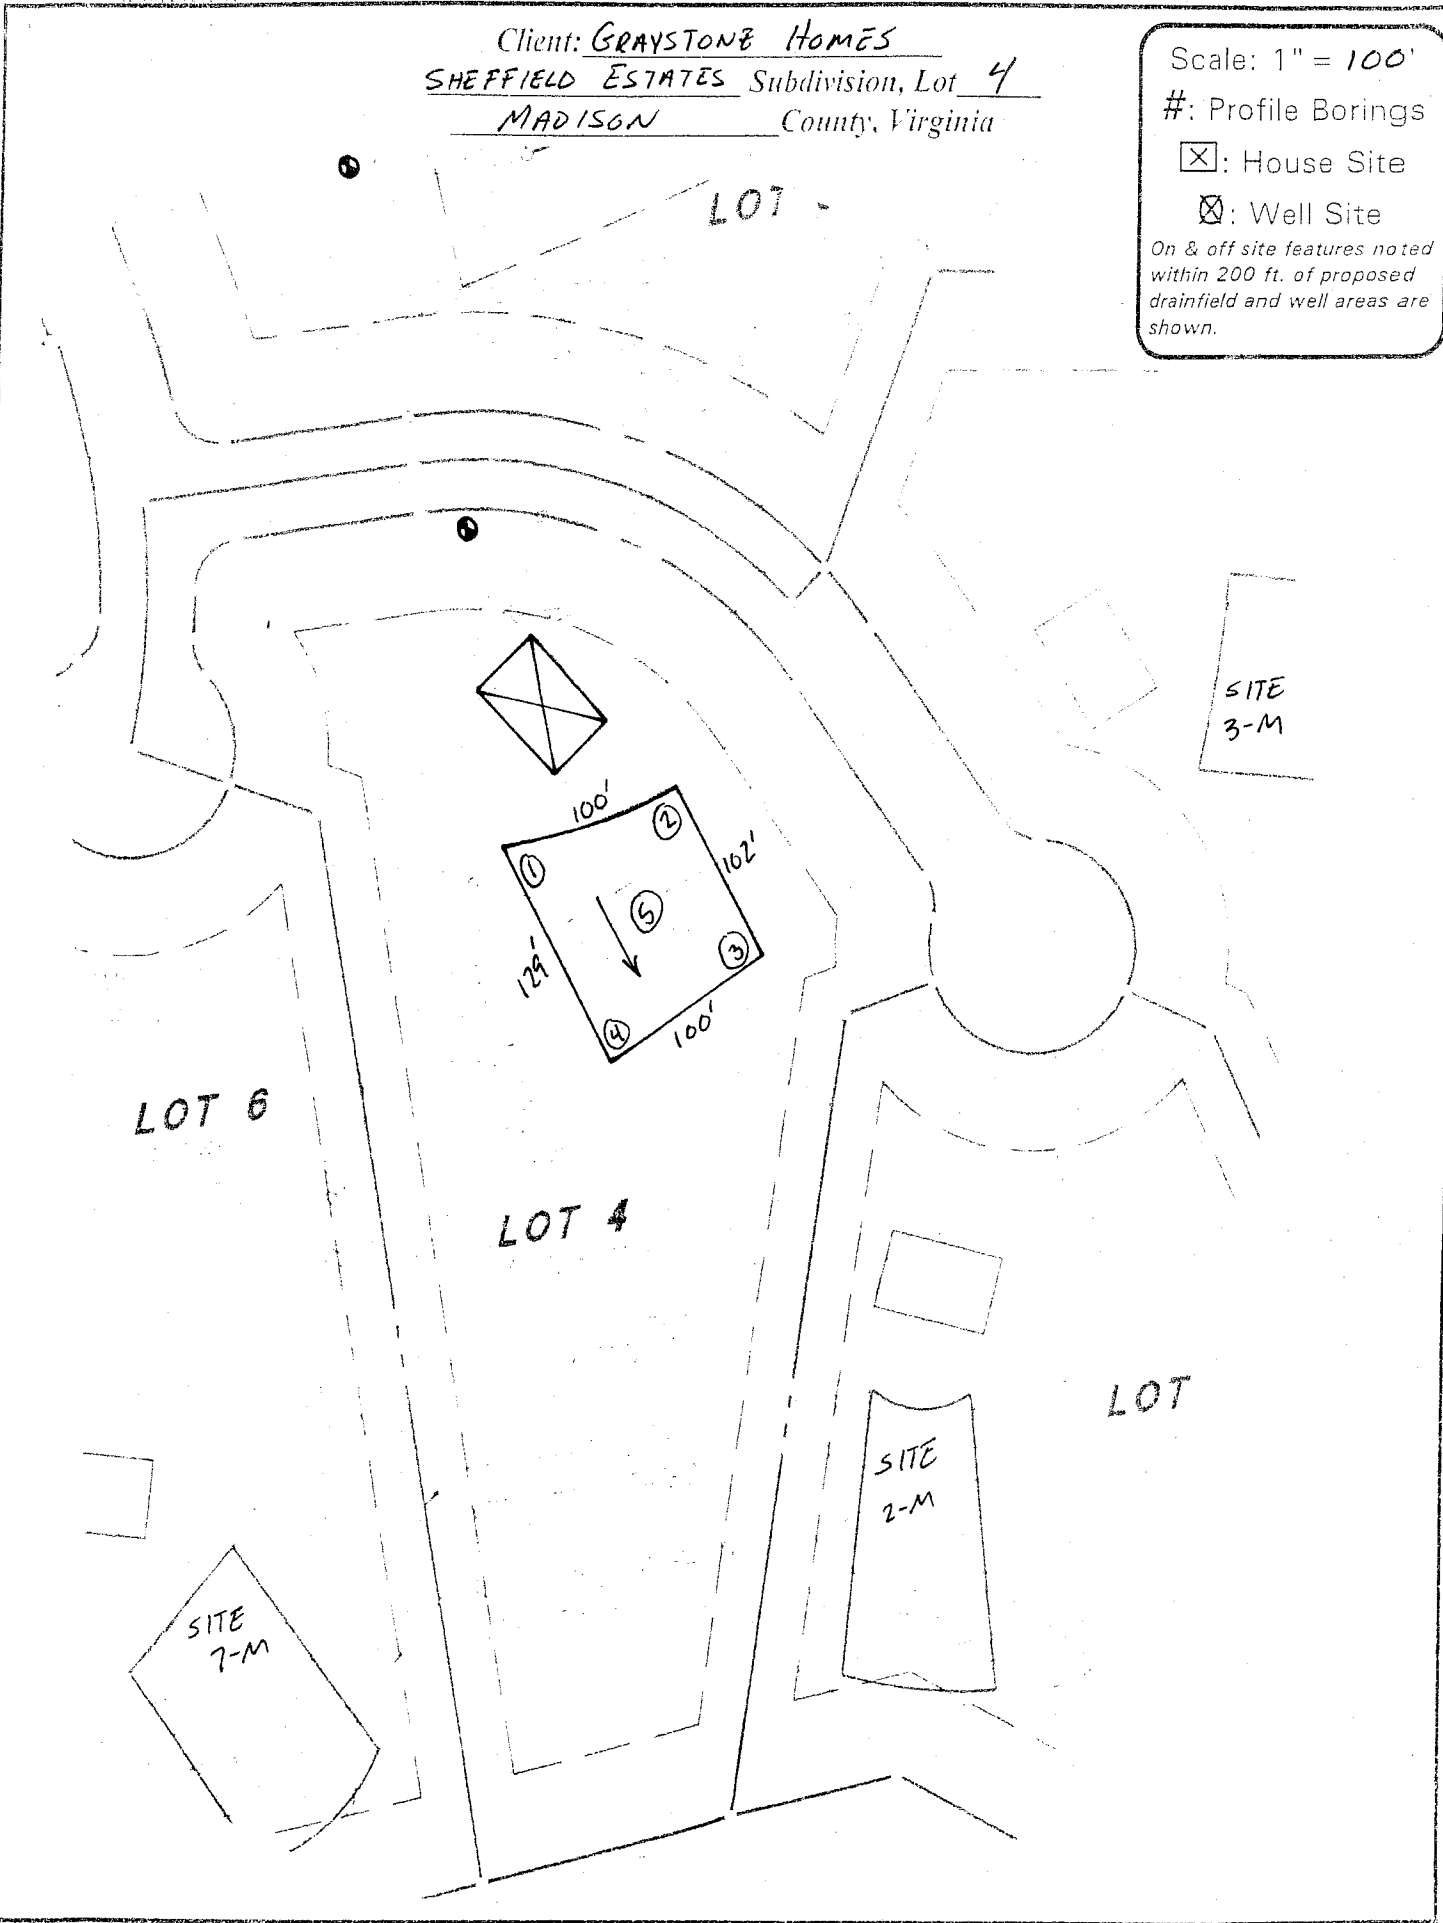 Client: GRAYSTONE HOMES
SHEFFIELD ESTATES Subdivision, Lot 4
MADISON County, Virginia
Scale: 1" = 100'
#: Profile Borings
X: House Site
X: Well Site
On & off site features noted
within 200 ft. of proposed
drainfield and well areas are
shown.
LOT
SITE
3-M
100'
2
1
102'
5
129'
3
4
100'
LOT 6
LOT 4
LOT
SITE
2-M
SITE
7-M